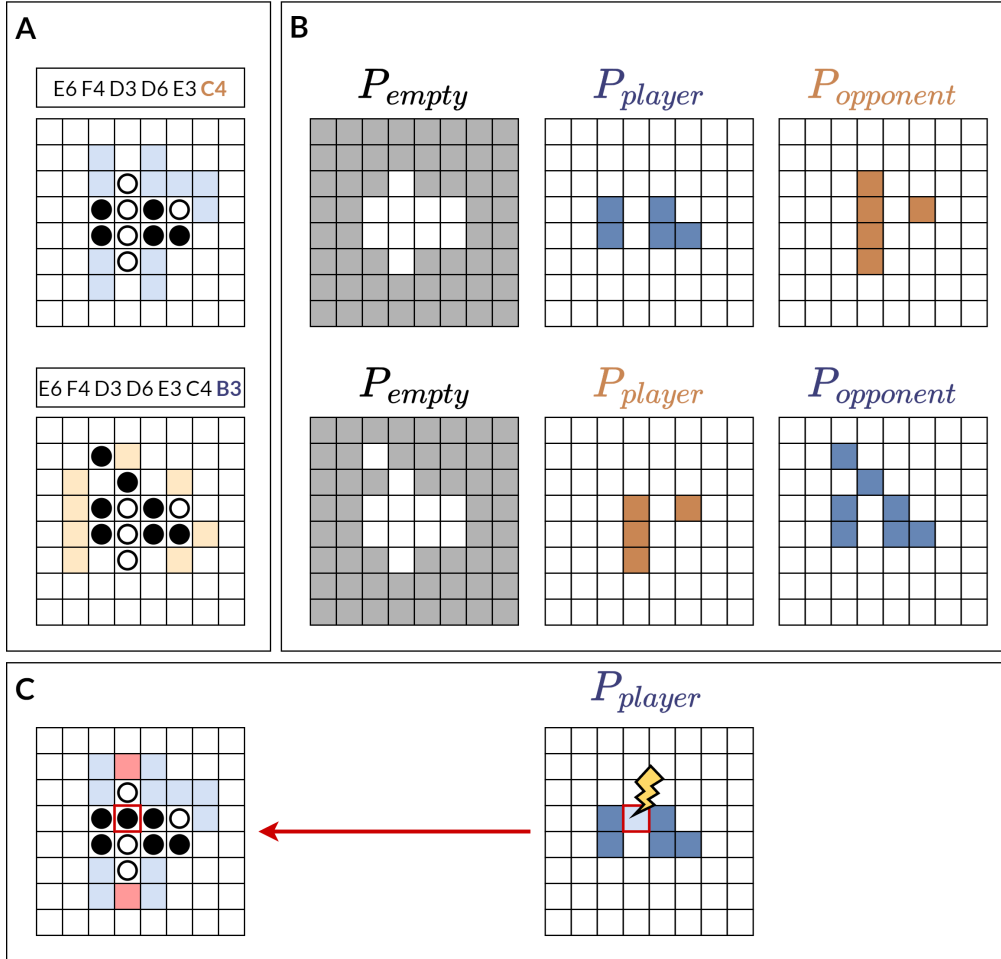 A
E6 F4 D3 D6 E3 C4
E6 F4 D3 D6 E3 C4 B3
B
P_empty P_player P_opponent
P_empty P_player P_opponent
C
P_player